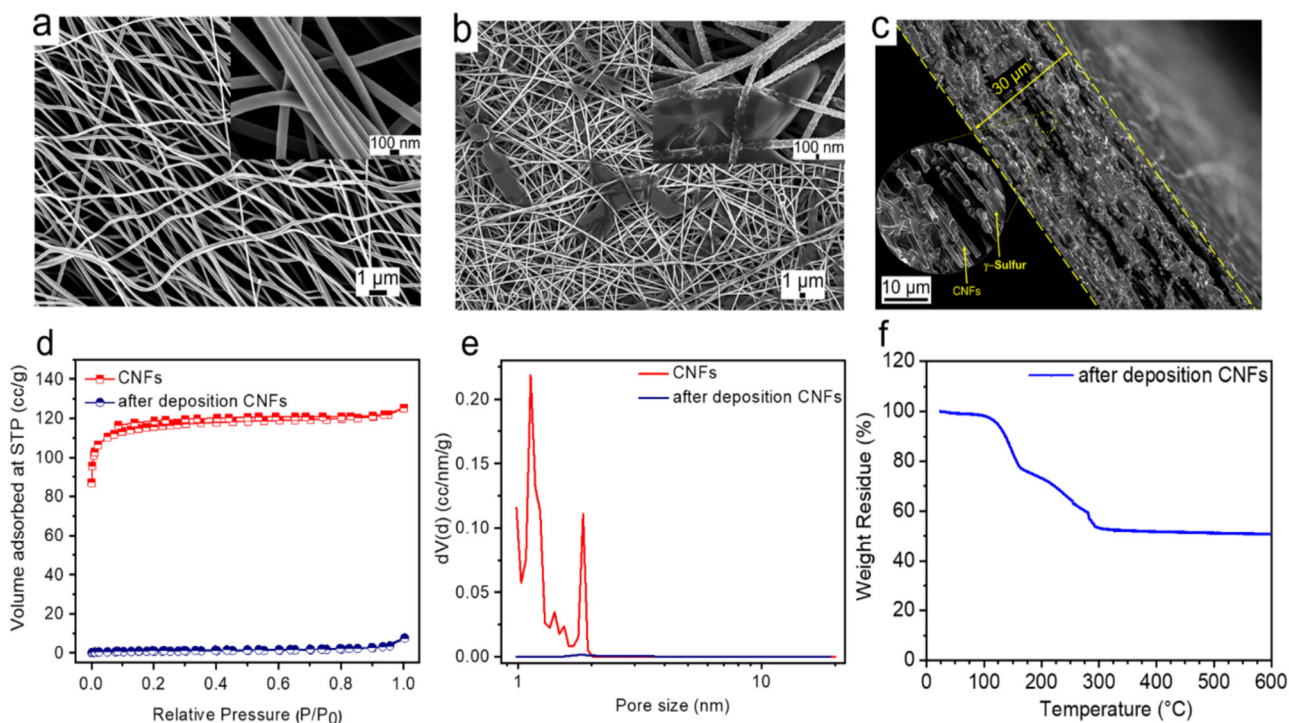 a
100 nm
1 µm
b
100 nm
1 µm
c
30 µm
γ-Sulfur
CNFs
10 µm
d
Volume adsorbed at STP (cc/g)
140
120
100
80
60
40
20
0
CNFs
after deposition CNFs
0.0 0.2 0.4 0.6 0.8 1.0
Relative Pressure (P/P0)
e
dV(d) (cc/nm/g)
0.20
0.15
0.10
0.05
0.00
CNFs
after deposition CNFs
1 10
Pore size (nm)
f
Weight Residue (%)
120
100
80
60
40
20
0
after deposition CNFs
0 100 200 300 400 500 600
Temperature (°C)